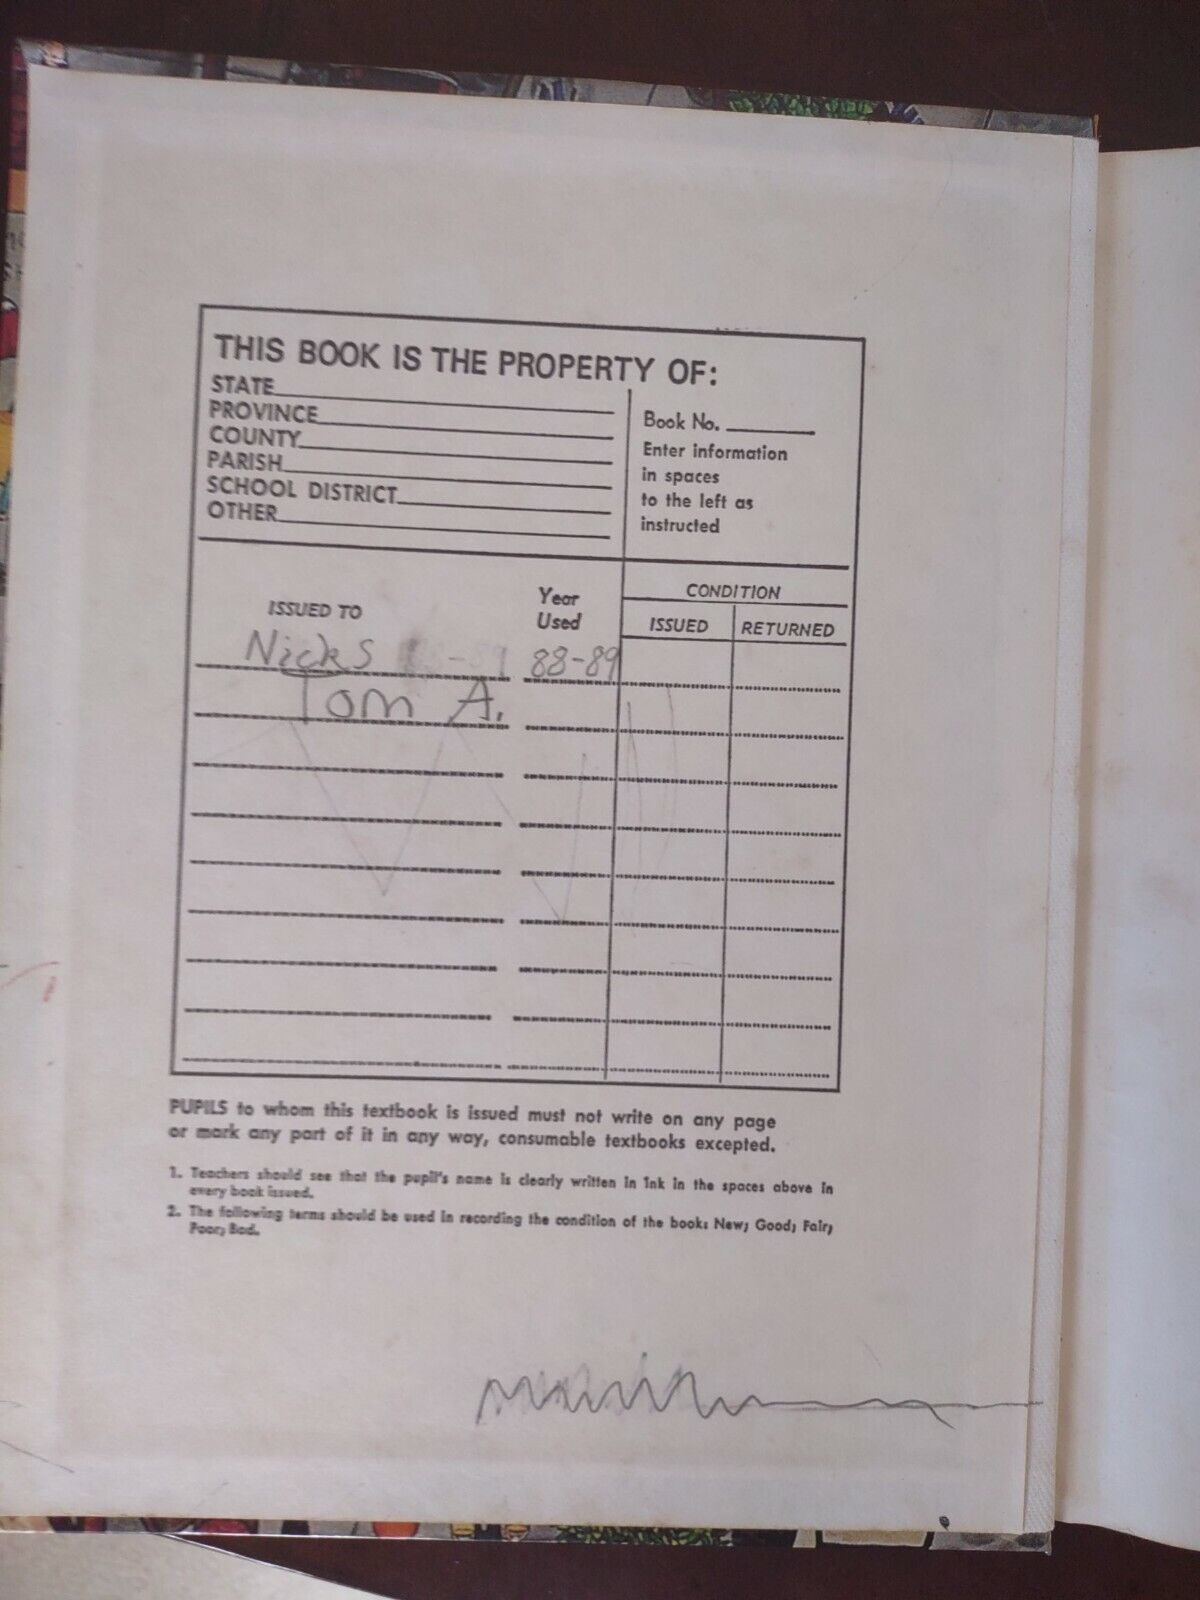 THIS BOOK IS THE PROPERTY OF:
STATE
PROVINCE
COUNTY
PARISH
SCHOOL DISTRICT
OTHER
Book No.
Enter information
in spaces
to the left as
instructed
ISSUED TO
Year
Used
CONDITION
ISSUED
RETURNED
Nicks 88-89
Tom A.
PUPILS to whom this textbook is issued must not write on any page
or mark any part of it in any way, consumable textbooks excepted.
1. Teachers should see that the pupil's name is clearly written in ink in the spaces above in
every book issued.
2. The following terms should be used in recording the condition of the book: New; Good; Fair;
Poor; Bad.